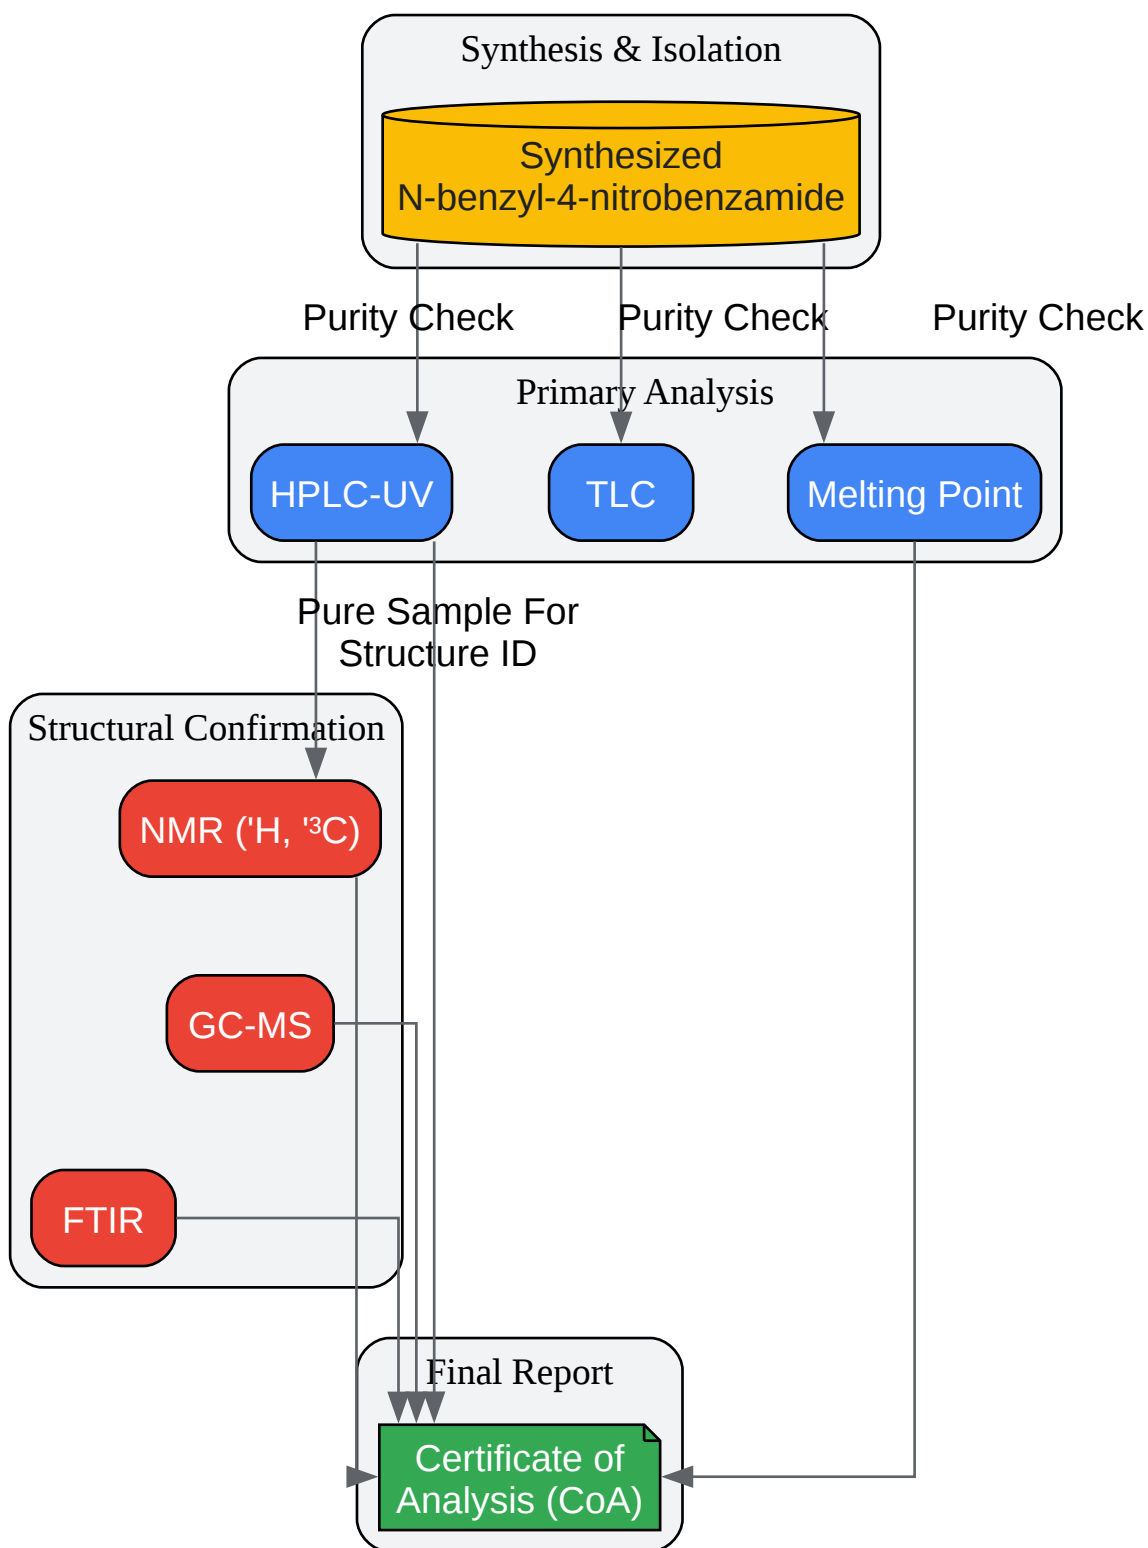 Synthesis & Isolation
Synthesized
N-benzyl-4-nitrobenzamide
Purity Check
Purity Check
Purity Check
Primary Analysis
HPLC-UV
TLC
Melting Point
Pure Sample For
Structure ID
Structural Confirmation
NMR ('H, '³C)
GC-MS
FTIR
Final Report
Certificate of
Analysis (CoA)